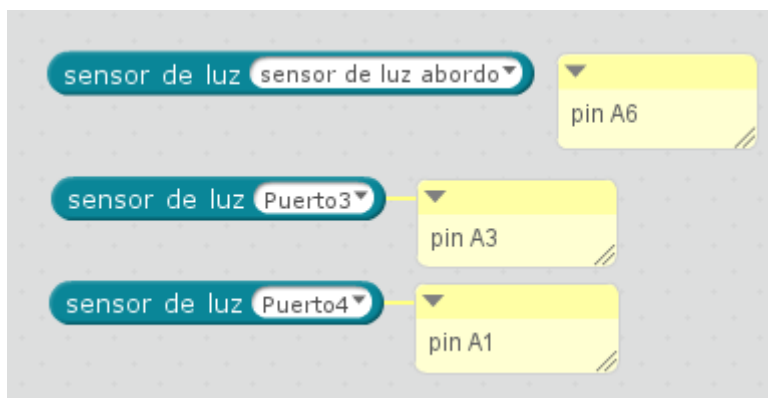 sensor de luz sensor de luz abordo
pin A6
sensor de luz Puerto3
pin A3
sensor de luz Puerto4
pin A1